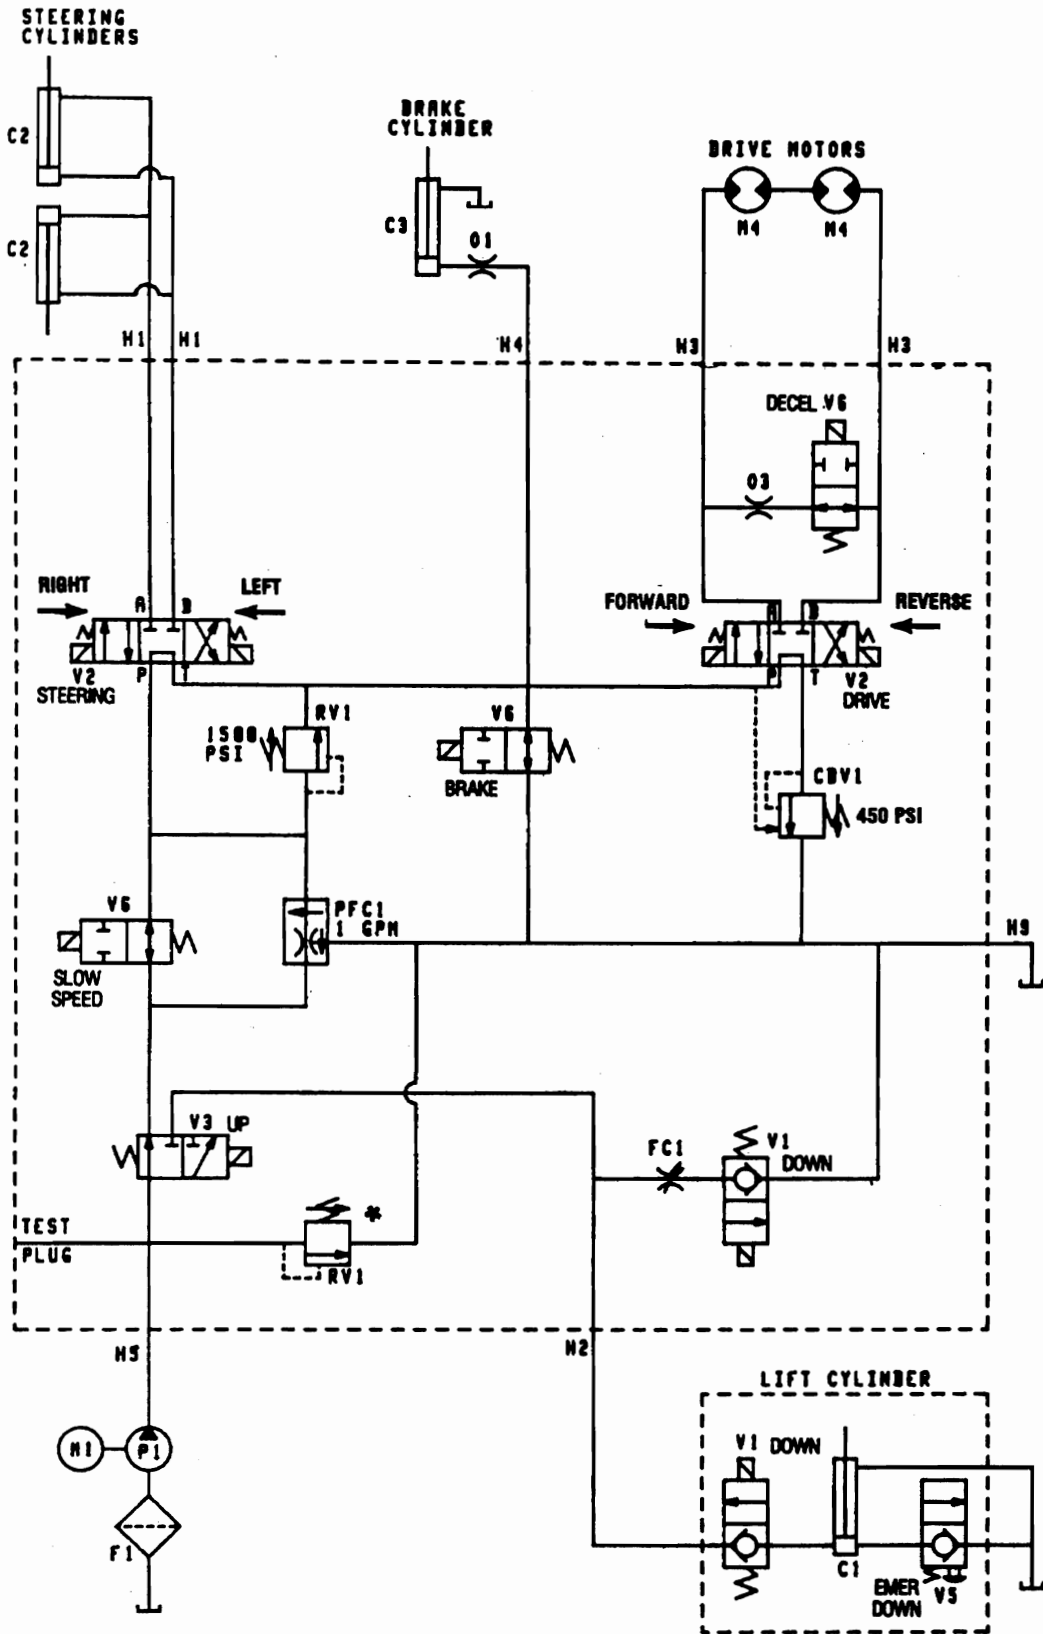 STEERING
CYLINDERS
C2
C2
BRAKE
CYLINDER
C3
O1
DRIVE MOTORS
M4
M4
H1
H1
H4
H3
H3
DECEL V6
O3
RIGHT
A
B
LEFT
V2
P
T
STEERING
FORWARD
A
B
REVERSE
P
T
V2
DRIVE
RV1
1500
PSI
V6
BRAKE
CBV1
450 PSI
V6
SLOW
SPEED
PFC1
1 GPM
H9
V3 UP
FC1
V1
DOWN
TEST
PLUG
*
RV1
H5
H2
M1
P1
F1
LIFT CYLINDER
V1 DOWN
C1
EMER
DOWN
V5